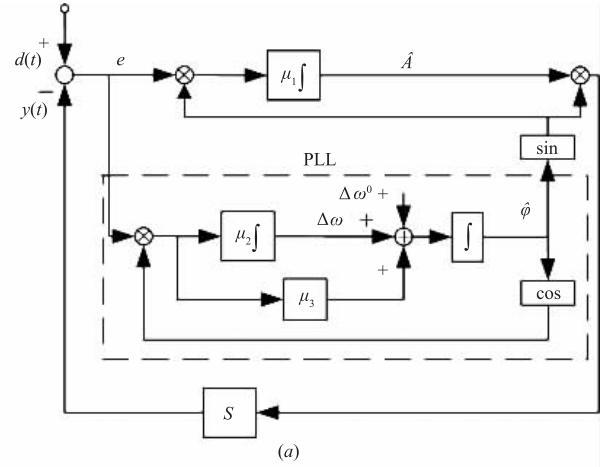 d(t) +
e
μ₁∫
Â
− y(t)
sin
PLL
Δω⁰ +
φ̂
μ₂∫
Δω
+
∫
+
μ₃
cos
S
(a)